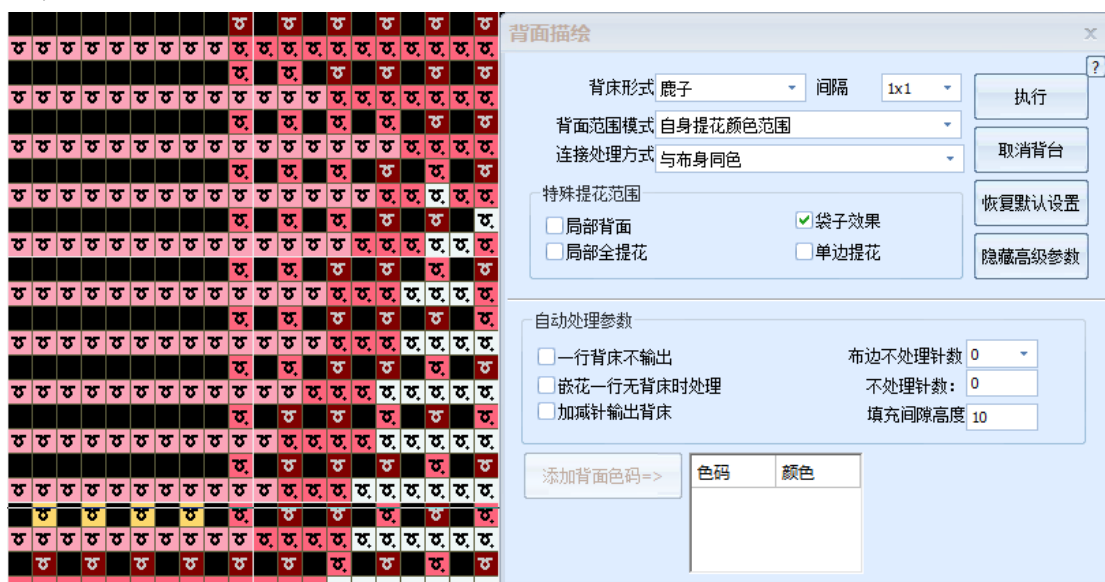 背面描绘
x
?
背床形式 鹿子 间隔 1x1 执行
背面范围模式 自身提花颜色范围
连接处理方式 与布身同色 取消背台
特殊提花范围 恢复默认设置
局部背面 袋子效果
局部全提花 单边提花 隐藏高级参数
自动处理参数
一行背床不输出 布边不处理针数 0
嵌花一行无背床时处理 不处理针数： 0
加减针输出背床 填充间隙高度 10
添加背面色码=> 色码 颜色